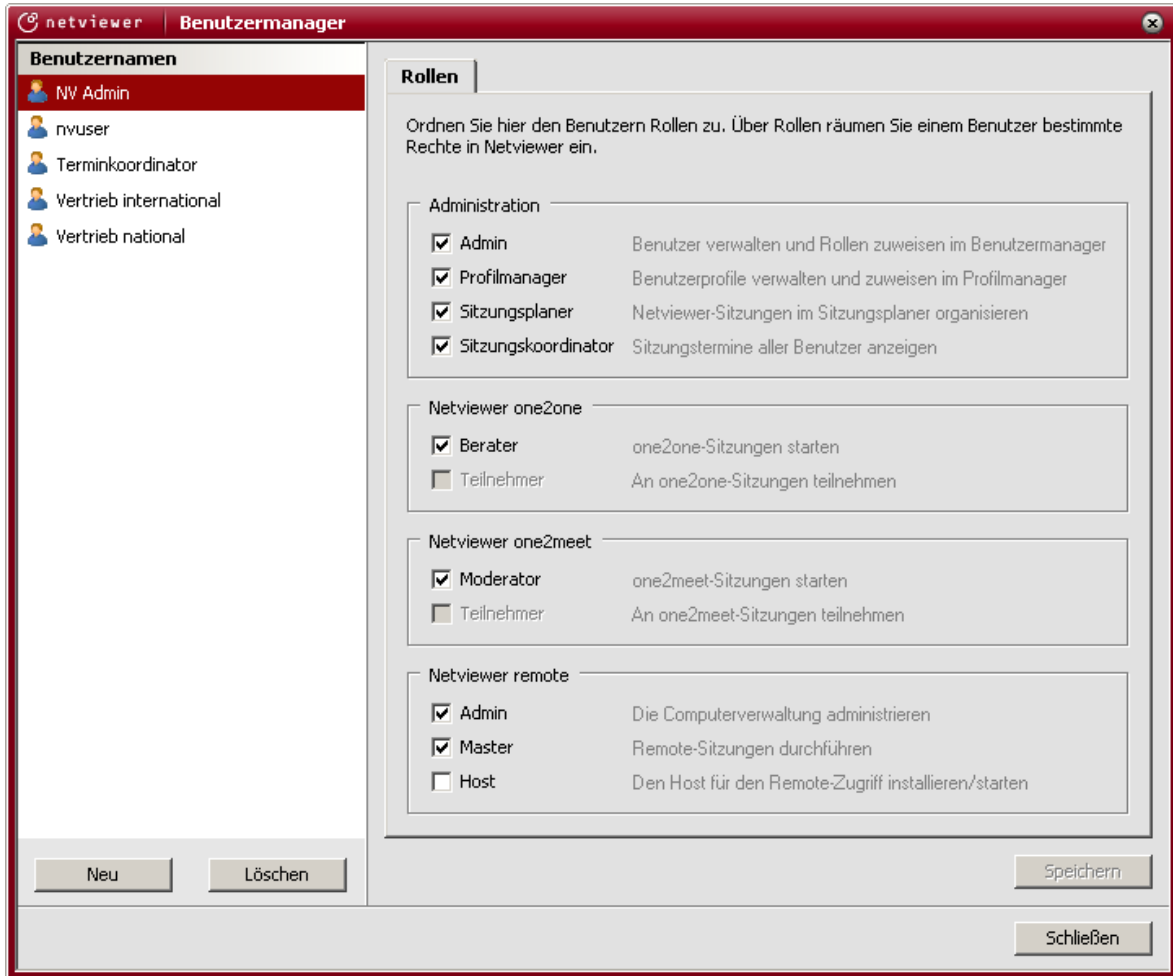 netviewer Benutzermanager
Benutzernamen
NV Admin
nvuser
Terminkoordinator
Vertrieb international
Vertrieb national
Neu Löschen
Rollen
Ordnen Sie hier den Benutzern Rollen zu. Über Rollen räumen Sie einem Benutzer bestimmte
Rechte in Netviewer ein.
Administration
Admin Benutzer verwalten und Rollen zuweisen im Benutzermanager
Profilmanager Benutzerprofile verwalten und zuweisen im Profilmanager
Sitzungsplaner Netviewer-Sitzungen im Sitzungsplaner organisieren
Sitzungskoordinator Sitzungstermine aller Benutzer anzeigen
Netviewer one2one
Berater one2one-Sitzungen starten
Teilnehmer An one2one-Sitzungen teilnehmen
Netviewer one2meet
Moderator one2meet-Sitzungen starten
Teilnehmer An one2meet-Sitzungen teilnehmen
Netviewer remote
Admin Die Computerverwaltung administrieren
Master Remote-Sitzungen durchführen
Host Den Host für den Remote-Zugriff installieren/starten
Speichern
Schließen